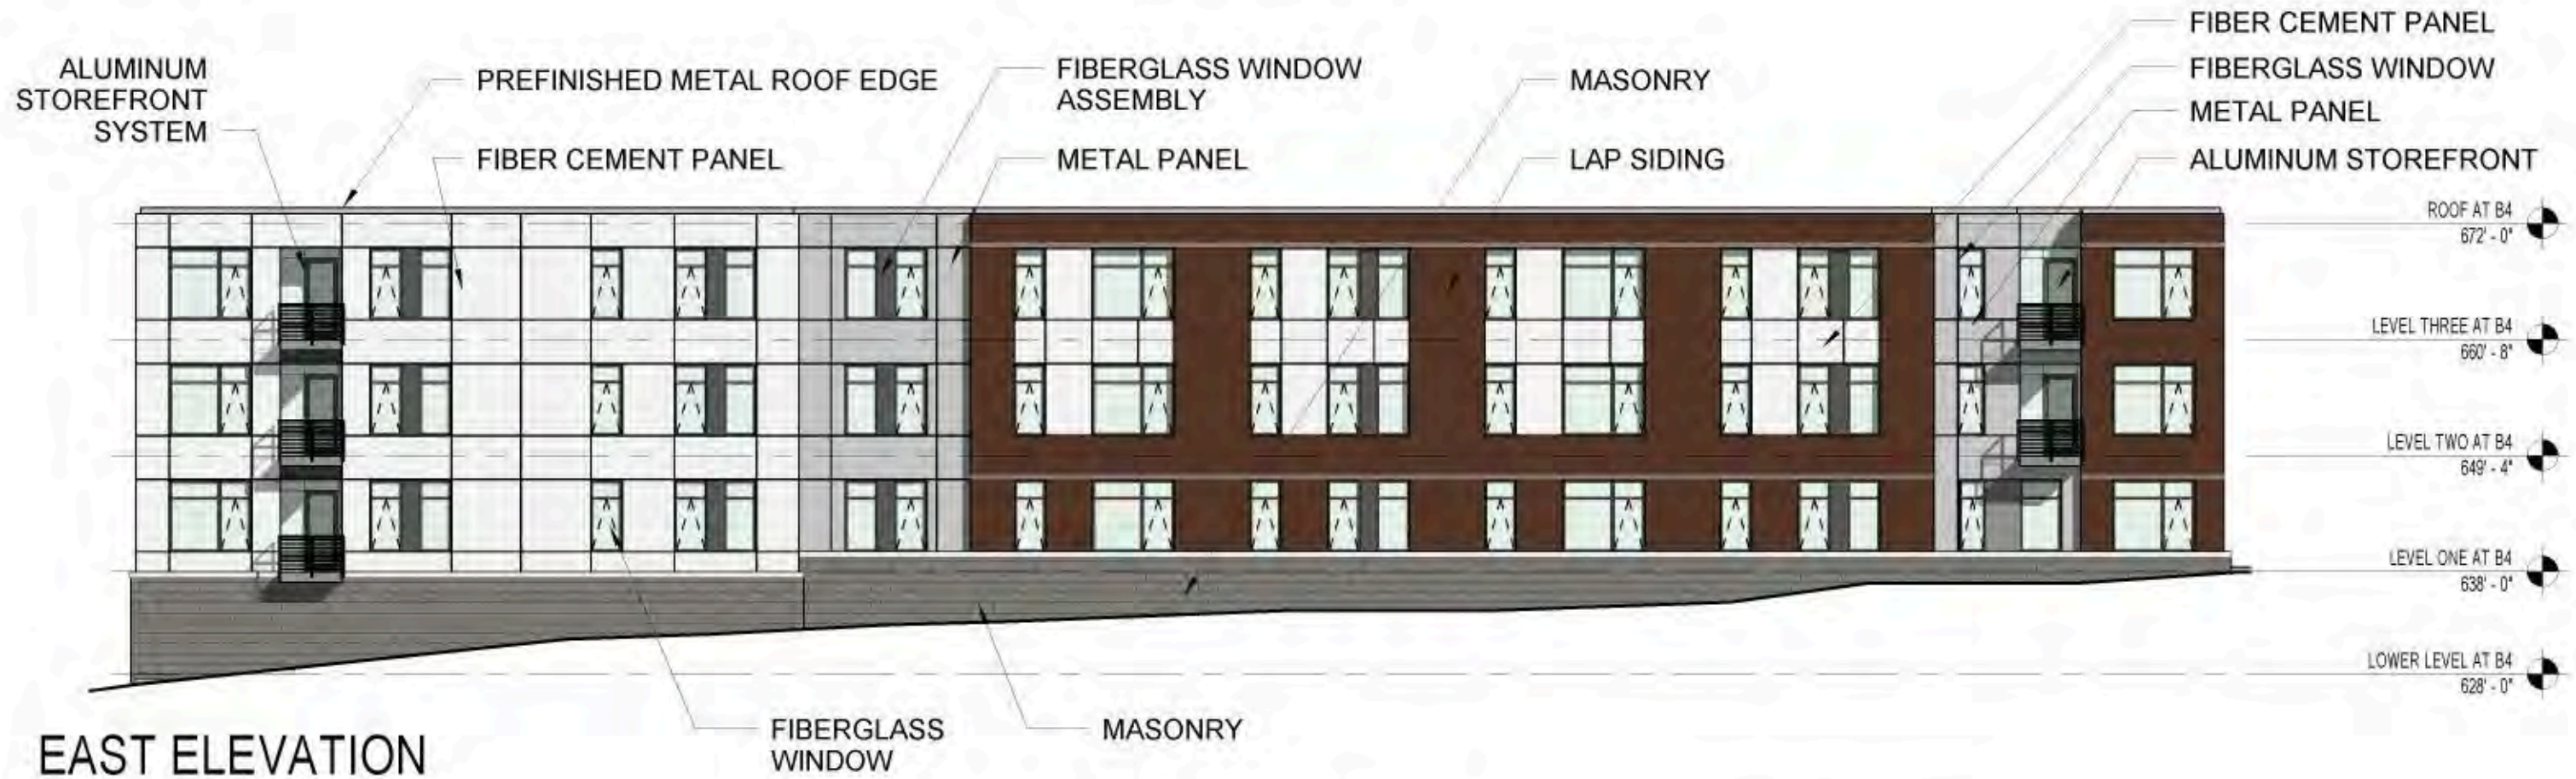 ALUMINUM
STOREFRONT
SYSTEM
PREFINISHED METAL ROOF EDGE
FIBER CEMENT PANEL
FIBERGLASS WINDOW
ASSEMBLY
METAL PANEL
MASONRY
LAP SIDING
FIBER CEMENT PANEL
FIBERGLASS WINDOW
METAL PANEL
ALUMINUM STOREFRONT
ROOF AT B4
672' - 0"
LEVEL THREE AT B4
660' - 8"
LEVEL TWO AT B4
649' - 4"
LEVEL ONE AT B4
638' - 0"
LOWER LEVEL AT B4
628' - 0"
FIBERGLASS
WINDOW
MASONRY
EAST ELEVATION